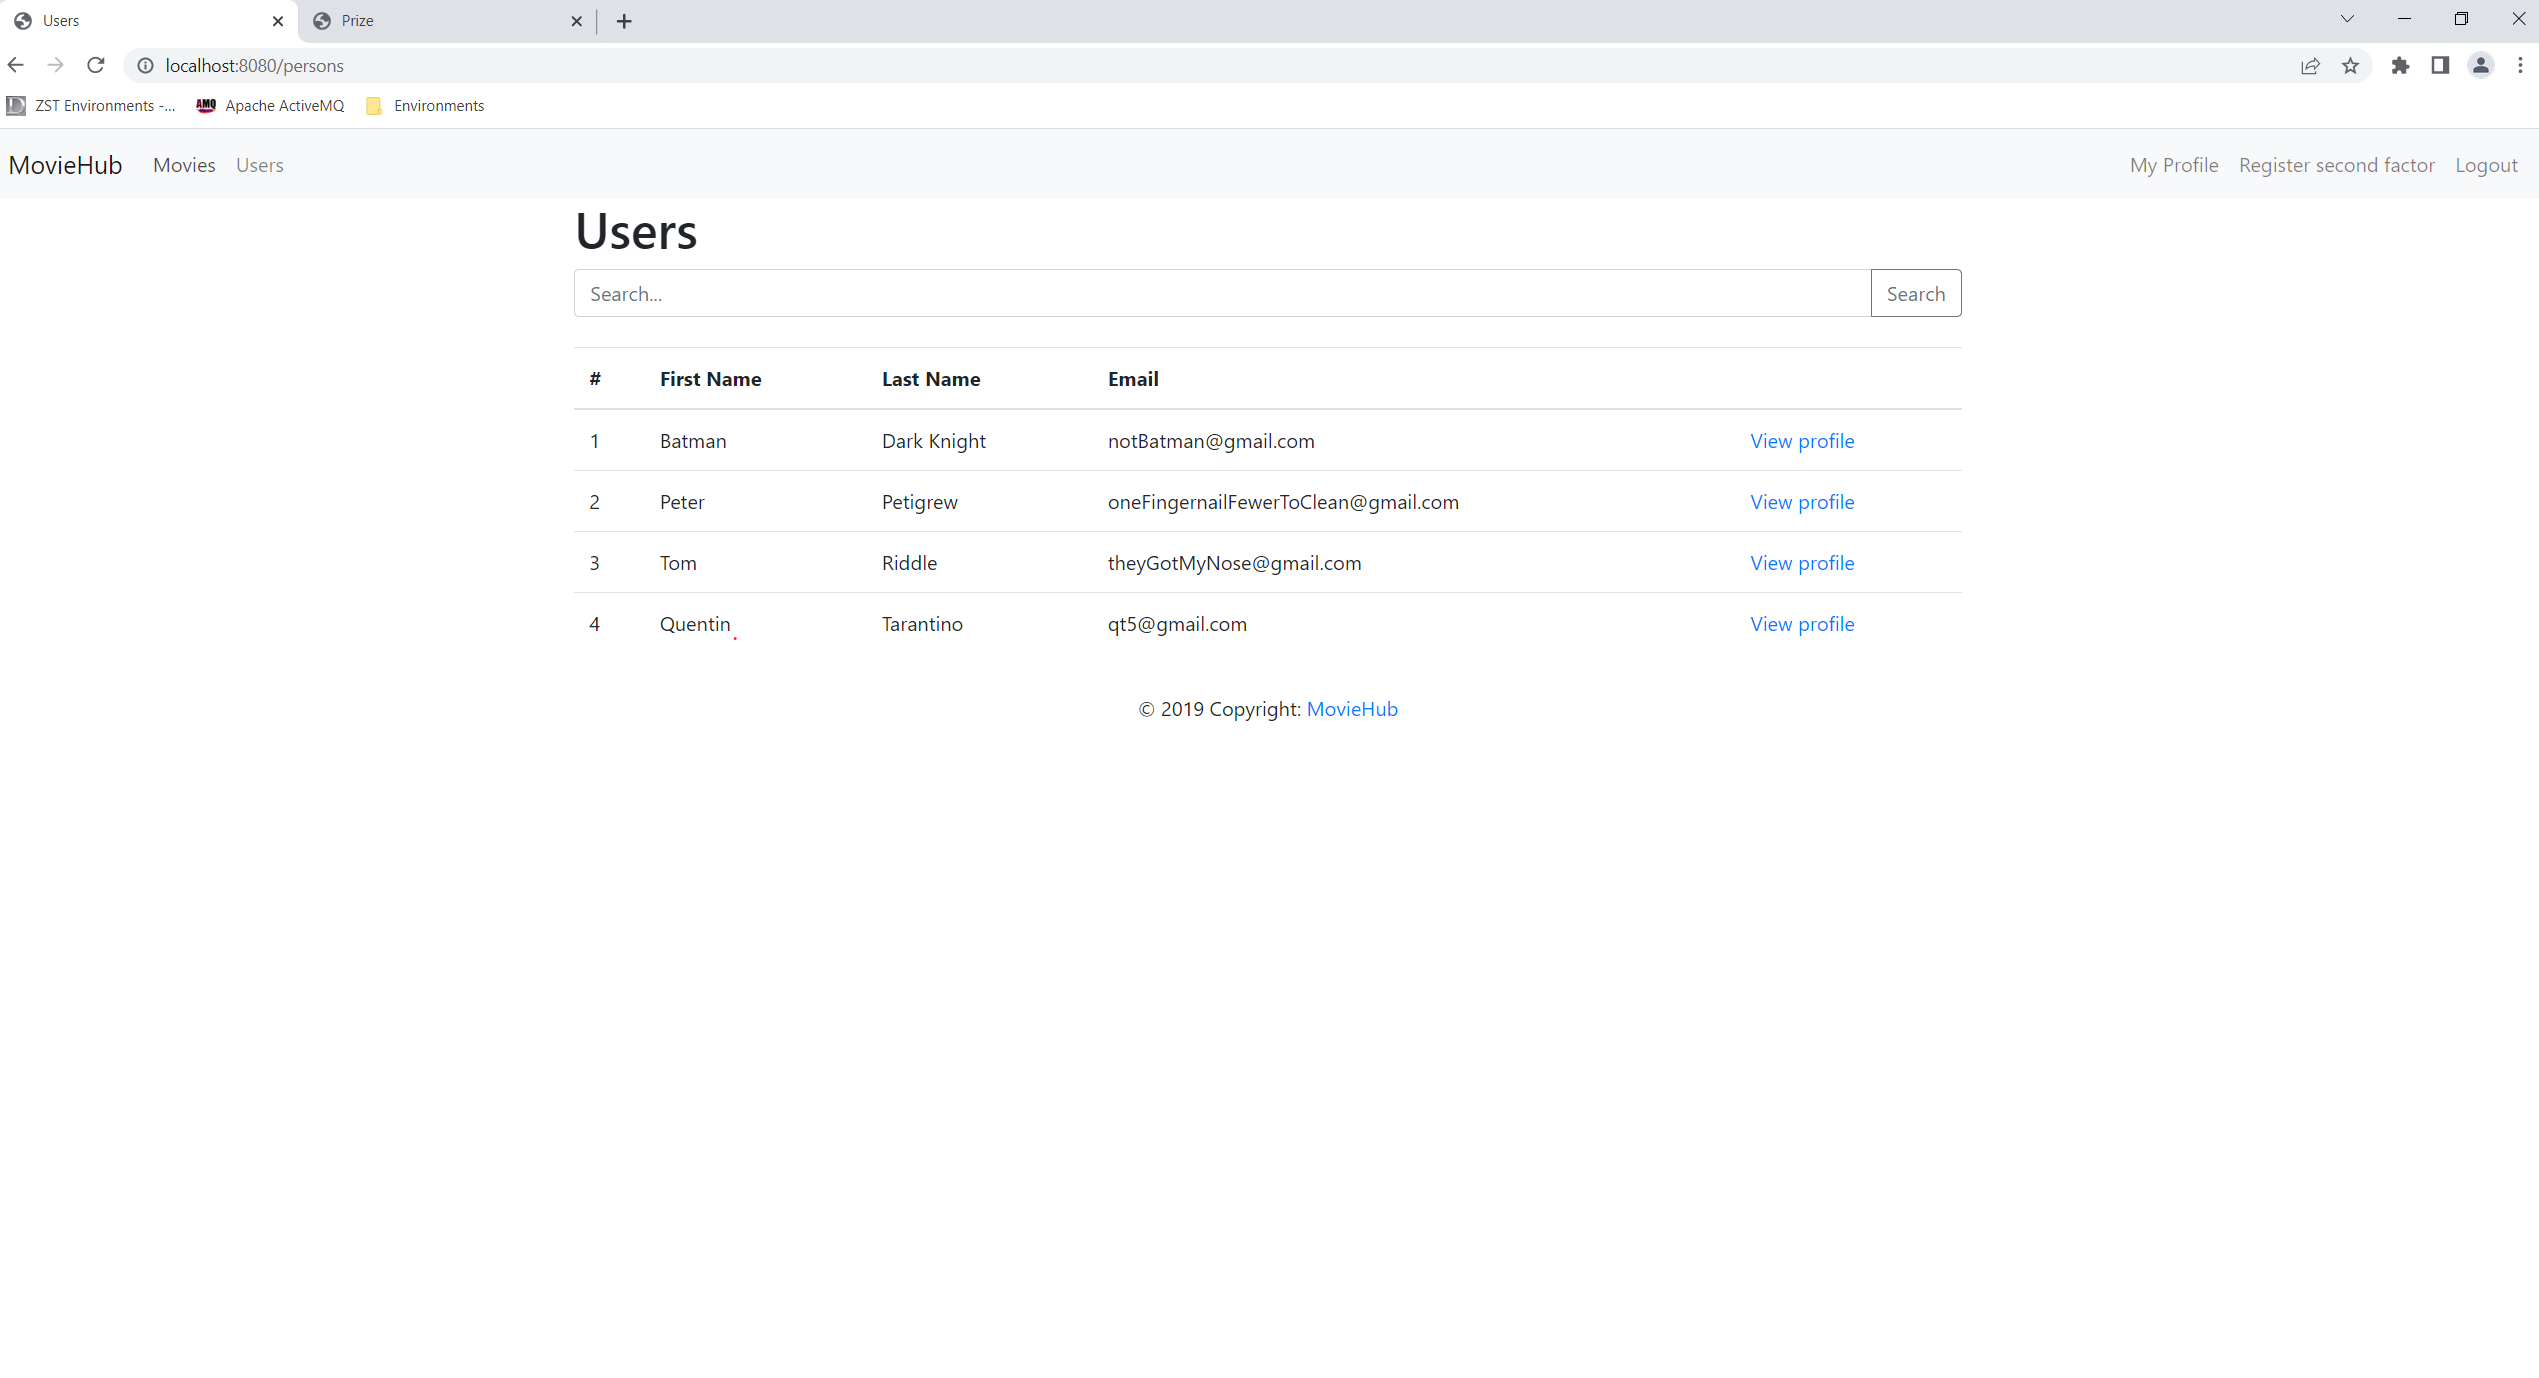 Users
Prize
localhost:8080/persons
ZST Environments -...
AMQ
Apache ActiveMQ
Environments
MovieHub Movies Users My Profile Register second factor Logout
Users
Search... Search
# First Name Last Name Email
1 Batman Dark Knight notBatman@gmail.com View profile
2 Peter Petigrew oneFingernailFewerToClean@gmail.com View profile
3 Tom Riddle theyGotMyNose@gmail.com View profile
4 Quentin Tarantino qt5@gmail.com View profile
© 2019 Copyright: MovieHub